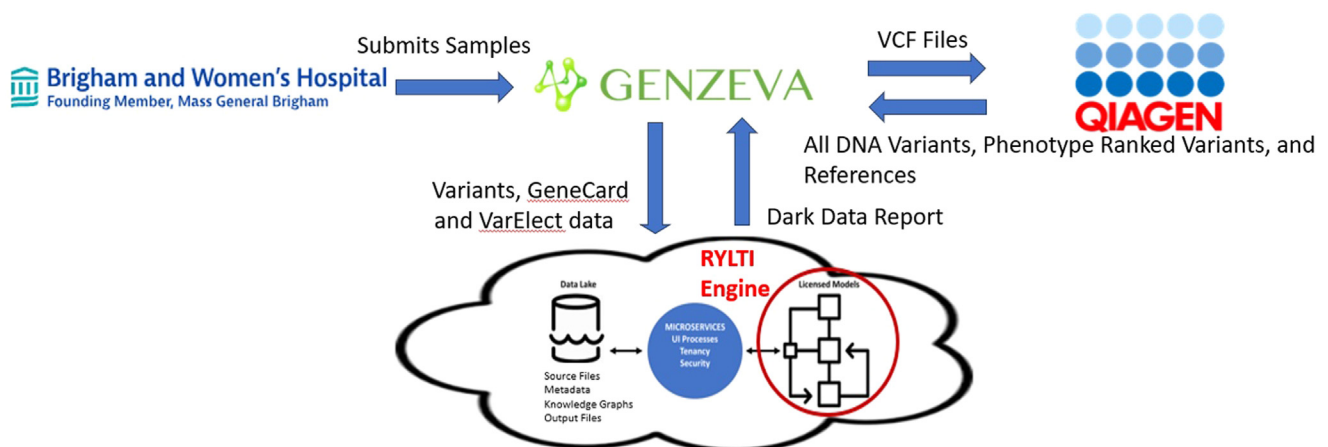 Submits Samples
Brigham and Women's Hospital
Founding Member, Mass General Brigham
GENZEVA
VCF Files
QIAGEN
All DNA Variants, Phenotype Ranked Variants, and
References
Variants, GeneCard
and VarElect data
Dark Data Report
RYLTI
Engine
Data Lake
Source Files
Metadata
Knowledge Graphs
Output Files
MICROSERVICES
UI Processes
Tenancy
Security
Licensed Models